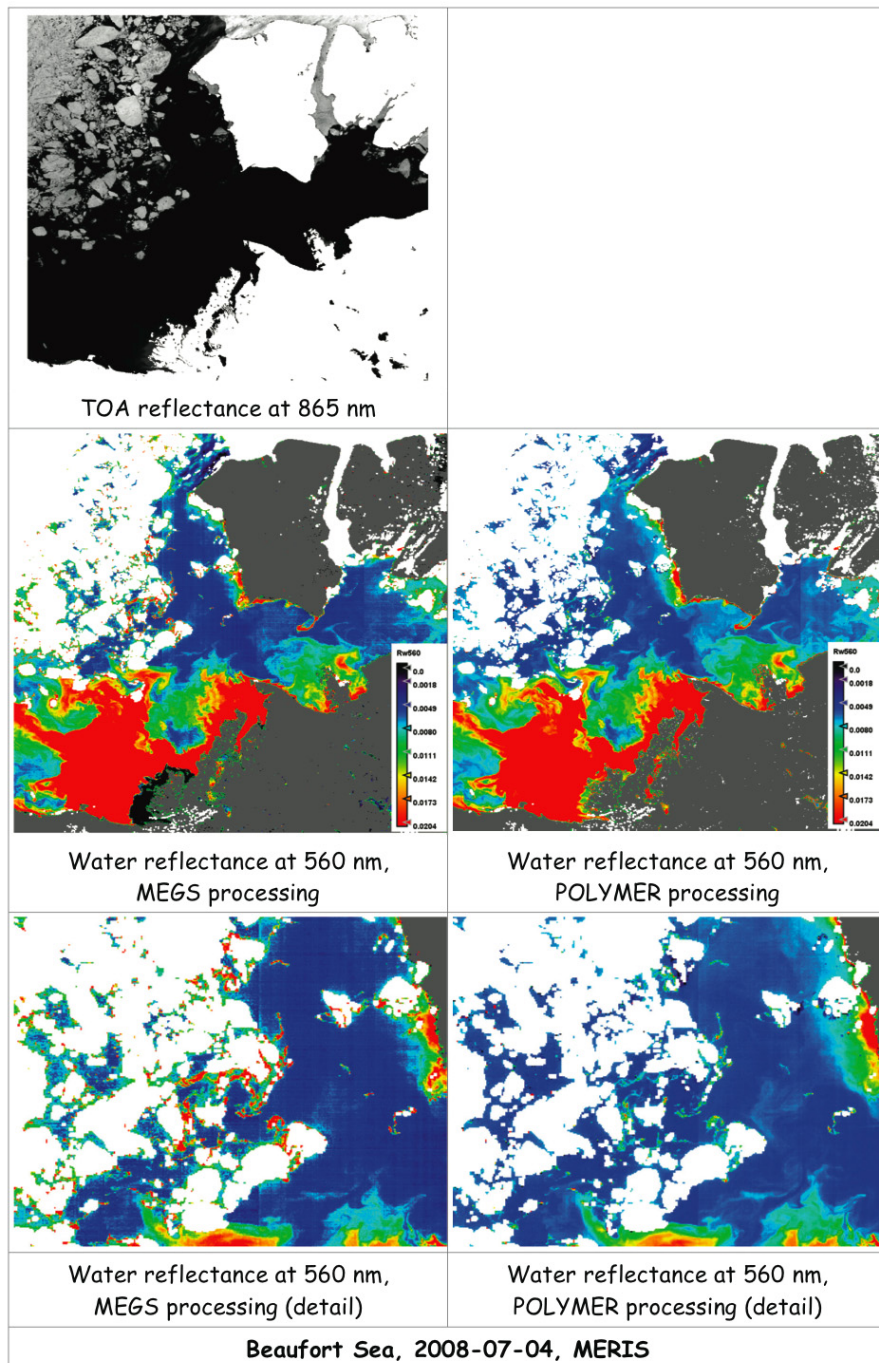 TOA reflectance at 865 nm
Rw560
0.0
0.0018
0.0049
0.0080
0.0111
0.0142
0.0173
0.0204
Rw560
0.0
0.0018
0.0049
0.0080
0.0111
0.0142
0.0173
0.0204
Water reflectance at 560 nm,
MEGS processing
Water reflectance at 560 nm,
POLYMER processing
Water reflectance at 560 nm,
MEGS processing (detail)
Water reflectance at 560 nm,
POLYMER processing (detail)
Beaufort Sea, 2008-07-04, MERIS